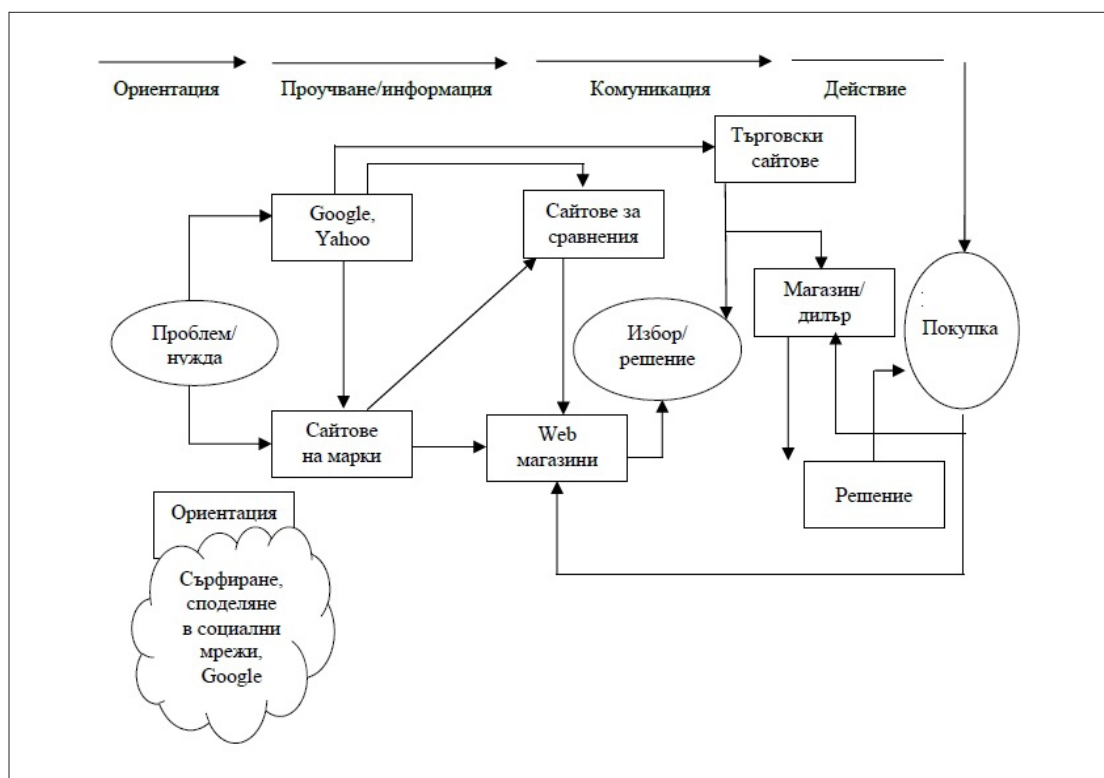 Ориентация
Проучване/информация
Комуникация
Действие
Търговски
сайтове
Google,
Yahoo
Сайтове за
сравнения
Магазин/
дилър
Покупка
Проблем/
нужда
Избор/
решение
Сайтове
на марки
Web
магазини
Решение
Ориентация
Сърфиране,
споделяне
в социални
мрежи,
Google